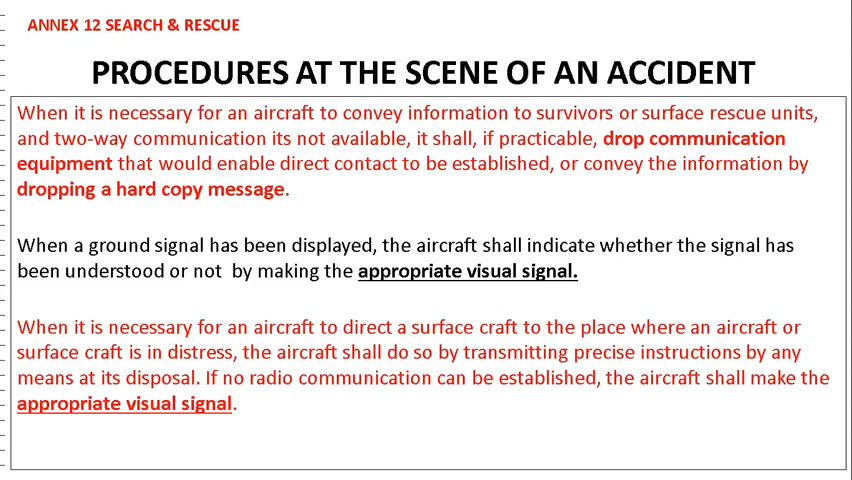 ANNEX 12 SEARCH & RESCUE
PROCEDURES AT THE SCENE OF AN ACCIDENT
When it is necessary for an aircraft to convey information to survivors or surface rescue units,
and two-way communication its not available, it shall, if practicable, drop communication
equipment that would enable direct contact to be established, or convey the information by
dropping a hard copy message.
When a ground signal has been displayed, the aircraft shall indicate whether the signal has
been understood or not by making the appropriate visual signal.
When it is necessary for an aircraft to direct a surface craft to the place where an aircraft or
surface craft is in distress, the aircraft shall do so by transmitting precise instructions by any
means at its disposal. If no radio communication can be established, the aircraft shall make the
appropriate visual signal.